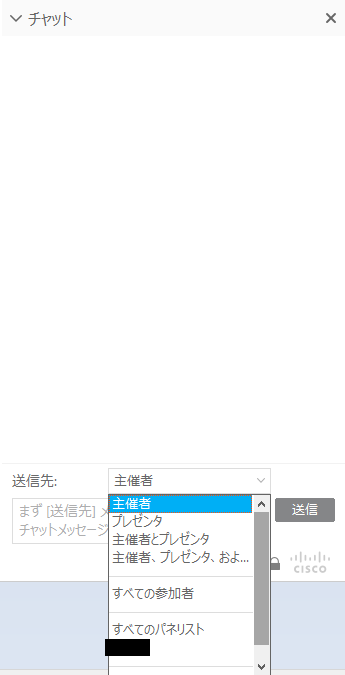 チャット
送信先:
主催者
まず [送信先] メ
チャットメッセージ
送信
主催者
プレゼンタ
主催者とプレゼンタ
主催者、プレゼンタ、およ...
すべての参加者
すべてのパネリスト
CISCO